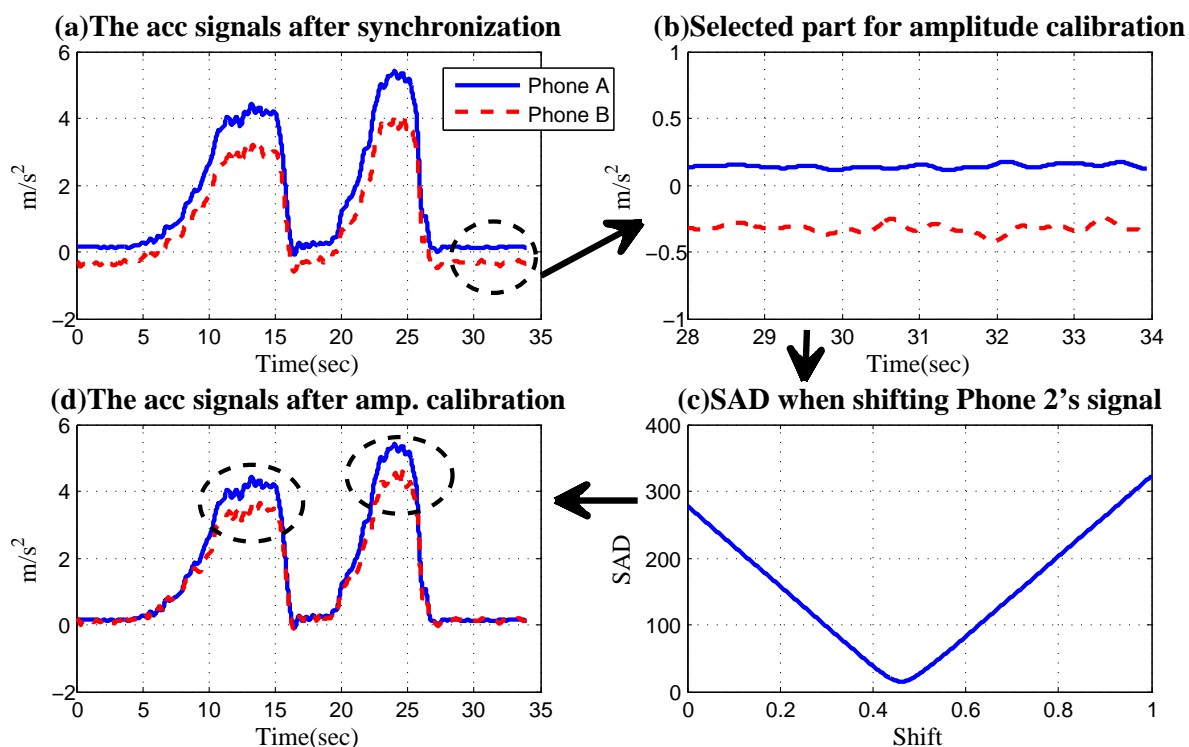 (a)The acc signals after synchronization
6
4
2
0
−2
m/s2
Phone A
Phone B
0 5 10 15 20 25 30 35
Time(sec)
(b)Selected part for amplitude calibration
1
0.5
0
−0.5
−1
m/s2
28 29 30 31 32 33 34
Time(sec)
(d)The acc signals after amp. calibration
6
4
2
0
−2
m/s2
0 5 10 15 20 25 30 35
Time(sec)
(c)SAD when shifting Phone 2's signal
400
300
200
100
0
SAD
0 0.2 0.4 0.6 0.8 1
Shift